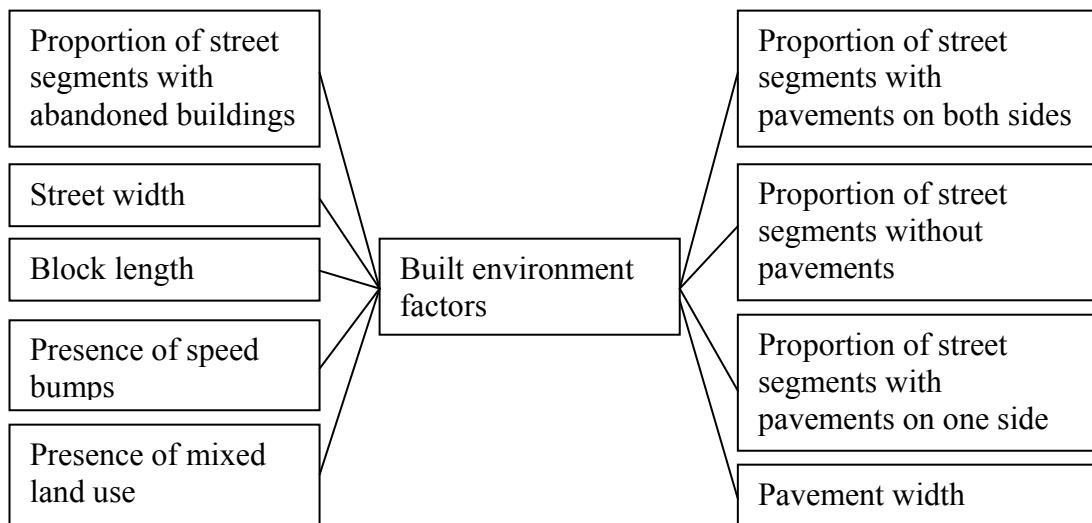 Proportion of street
segments with
abandoned buildings
Street width
Block length
Presence of speed
bumps
Presence of mixed
land use
Built environment
factors
Proportion of street
segments with
pavements on both sides
Proportion of street
segments without
pavements
Proportion of street
segments with
pavements on one side
Pavement width